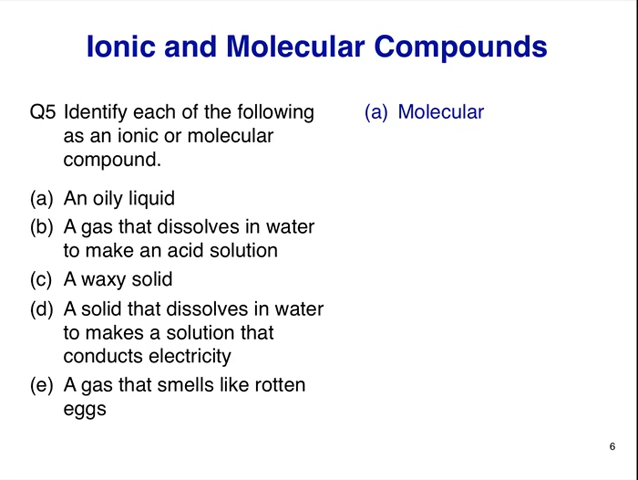 Ionic and Molecular Compounds
Q5 Identify each of the following
as an ionic or molecular
compound.
(a) An oily liquid
(b) A gas that dissolves in water
to make an acid solution
(c) A waxy solid
(d) A solid that dissolves in water
to makes a solution that
conducts electricity
(e) A gas that smells like rotten
eggs
(a) Molecular
6